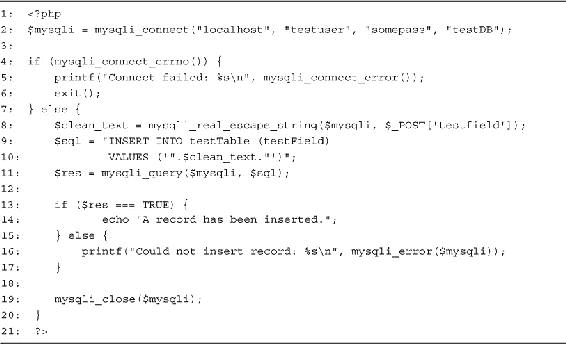 1: <?php
2: $mysqli = mysqli_connect("localhost", "testuser", "somepass", "testDB");
3:
4: if (mysqli_connect_errno()) {
5: printf("Connect failed: %s\n", mysqli_connect_error());
6: exit();
7: } else {
8: $clean_text = mysqli_real_escape_string($mysqli, $_POST['testfield']);
9: $sql = "INSERT INTO testTable (testField)
10: VALUES ('".$clean_text."')";
11: $res = mysqli_query($mysqli, $sql);
12:
13: if ($res === TRUE) {
14: echo "A record has been inserted.";
15: } else {
16: printf("Could not insert record: %s\n", mysqli_error($mysqli));
17: }
18:
19: mysqli_close($mysqli);
20: }
21: ?>